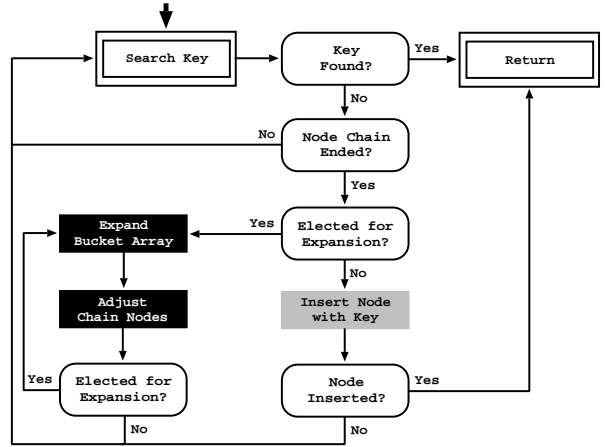 Search Key
Key
Found?
Yes
Return
No
No
Node Chain
Ended?
Yes
Expand
Bucket Array
Yes
Elected for
Expansion?
No
Adjust
Chain Nodes
Insert Node
with Key
Yes
Elected for
Expansion?
No
Node
Inserted?
Yes
No